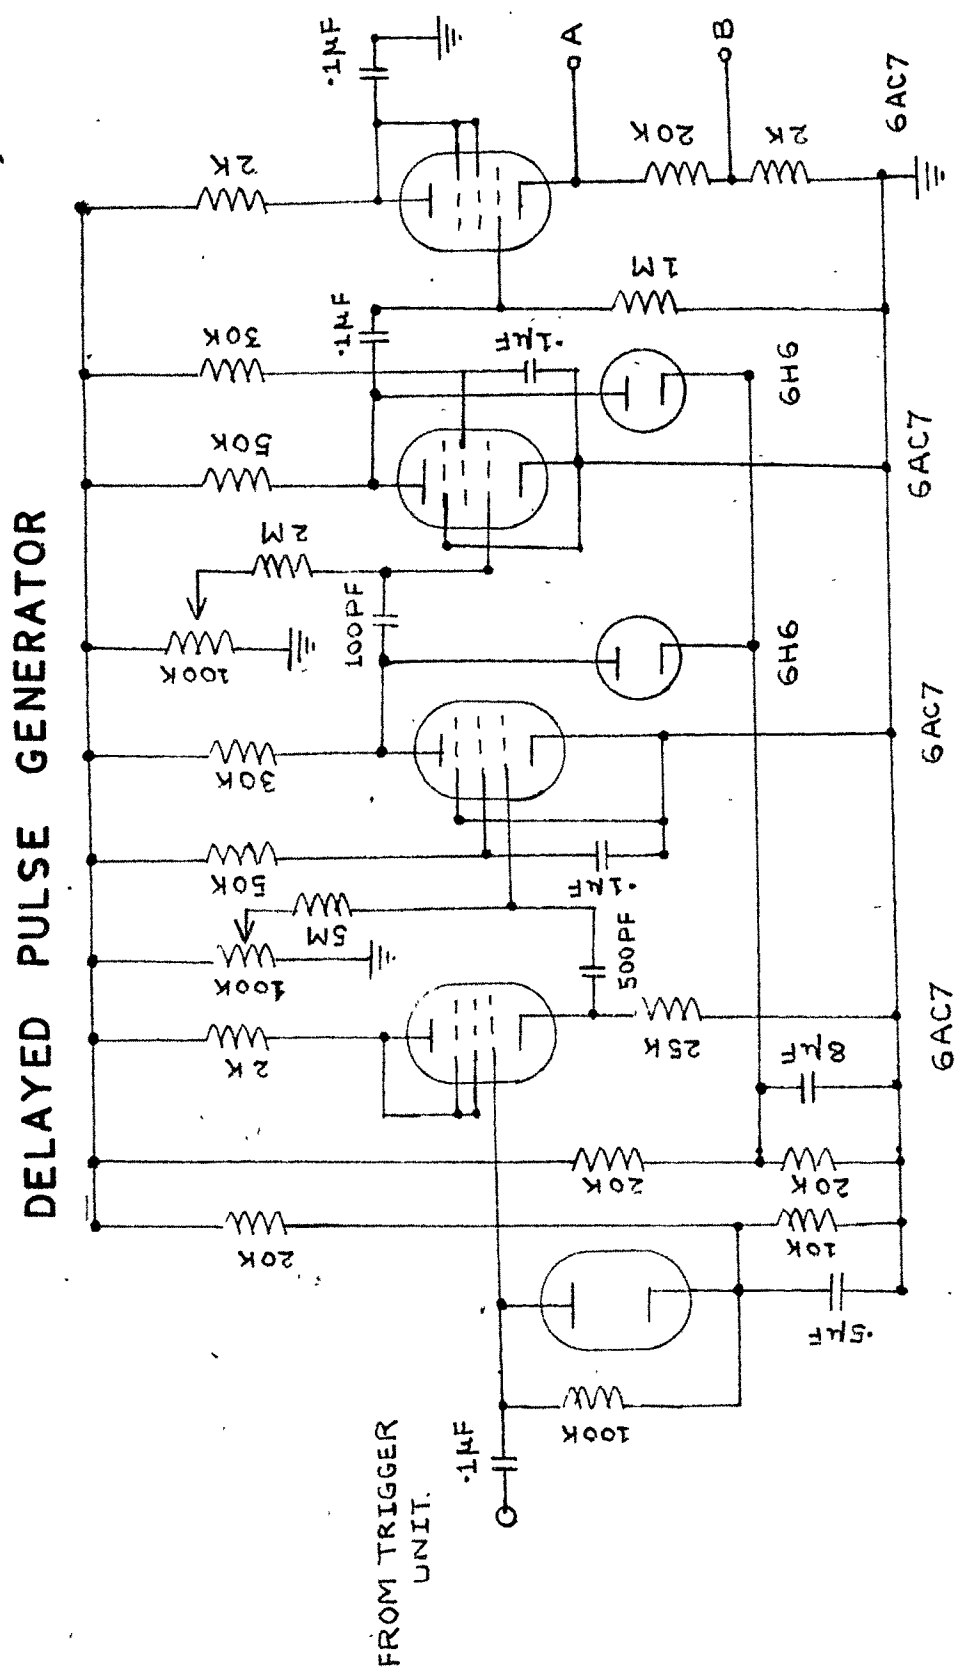 DELAYED PULSE GENERATOR
FROM TRIGGER
UNIT.
.1µF
100K
.5µF
20K
10K
20K
20K
8µF
2K
25K
500PF
100K
5M
50K
.1µF
30K
100K
2M
100PF
50K
30K
.1µF
.1µF
1M
2K
.1µF
20K
2K
A
B
6H6
6H6
6AC7
6AC7
6AC7
6AC7